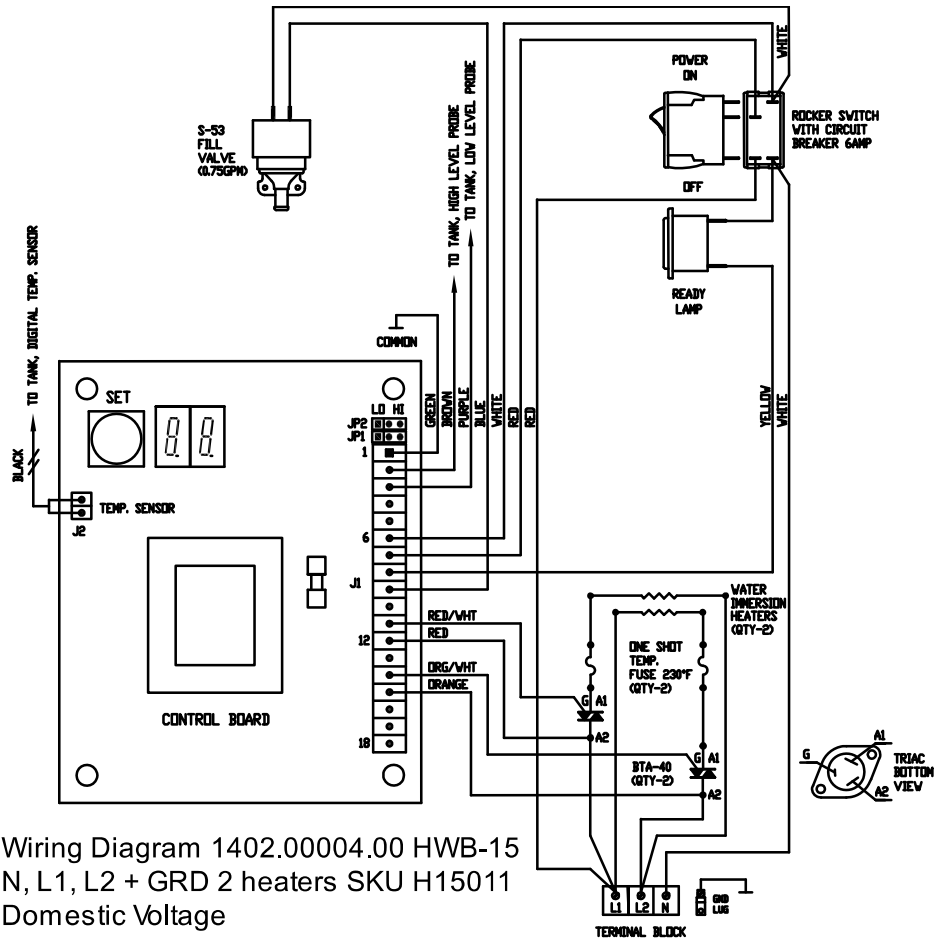 WHITE
POWER
ON
ROCKER SWITCH
WITH CIRCUIT
BREAKER 6AMP
OFF
S-53
FILL
VALVE
(0.75GPM)
TO TANK, HIGH LEVEL PROBE
TO TANK, LOW LEVEL PROBE
READY
LAMP
TO TANK, DIGITAL TEMP. SENSOR
BLACK
COMMON
GREEN
BROWN
PURPLE
BLUE
WHITE
RED
RED
YELLOW
WHITE
SET
8.8.
LO HI
JP2
JP1
1
TEMP. SENSOR
J2
6
J1
12
18
CONTROL BOARD
RED/WHT
RED
ORG/WHT
ORANGE
WATER
IMMERSION
HEATERS
(QTY-2)
ONE SHOT
TEMP.
FUSE 230°F
(QTY-2)
G A1
A2
G A1
BTA-40
(QTY-2)
A2
A1
G
A2
TRIAC
BOTTOM
VIEW
L1 L2 N
GND
LUG
TERMINAL BLOCK
Wiring Diagram 1402.00004.00 HWB-15
N, L1, L2 + GRD 2 heaters SKU H15011
Domestic Voltage